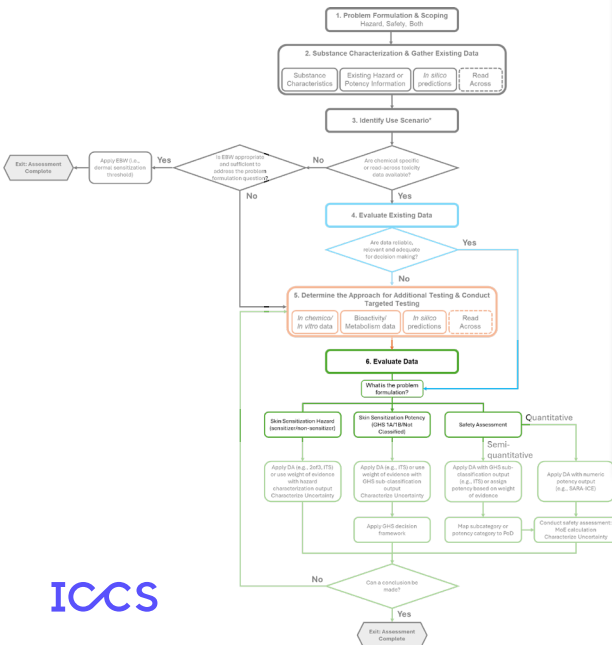 1. Problem Formulation & Scoping
Hazard, Safety, Both
2. Substance Characterization & Gather Existing Data
Substance
Characteristics
Existing Hazard or
Potency Information
In silico
predictions
Read
Across
3. Identify Use Scenario*
Are chemical specific
or read-across toxicity
data available?
No
Is EBW appropriate
and sufficient to
address the problem
formulation question?
Yes
Apply EBW (i.e.,
dermal sensitization
threshold)
Exit: Assessment
Complete
No
Yes
4. Evaluate Existing Data
Are data reliable,
relevant and adequate
for decision making?
Yes
No
5. Determine the Approach for Additional Testing & Conduct
Targeted Testing
In chemico/
In vitro data
Bioactivity/
Metabolism data
In silico
predictions
Read
Across
6. Evaluate Data
What is the problem
formulation?
Skin Sensitization Hazard
(sensitizer/non-sensitizer)
Skin Sensitization Potency
(GHS 1A/1B/Not
Classified)
Safety Assessment
Quantitative
Semi-
quantitative
Apply DA (e.g., 2of3, ITS)
or use weight of evidence
with hazard
characterization output
Characterize Uncertainty
Apply DA (e.g., ITS) or use
weight of evidence with
GHS sub classification
output
Characterize Uncertainty
Apply DA with GHS sub-
classification output
(e.g., ITS) or assign
potency based on weight
of evidence
Apply DA with numeric
potency output
(e.g., SARA-ICE)
Apply GHS decision
framework
Map subcategory or
potency category to PoD
Conduct safety assessment:
MoE calculation
Characterize Uncertainty
No
Can a conclusion be
made?
Yes
Exit: Assessment
Complete
ICCS